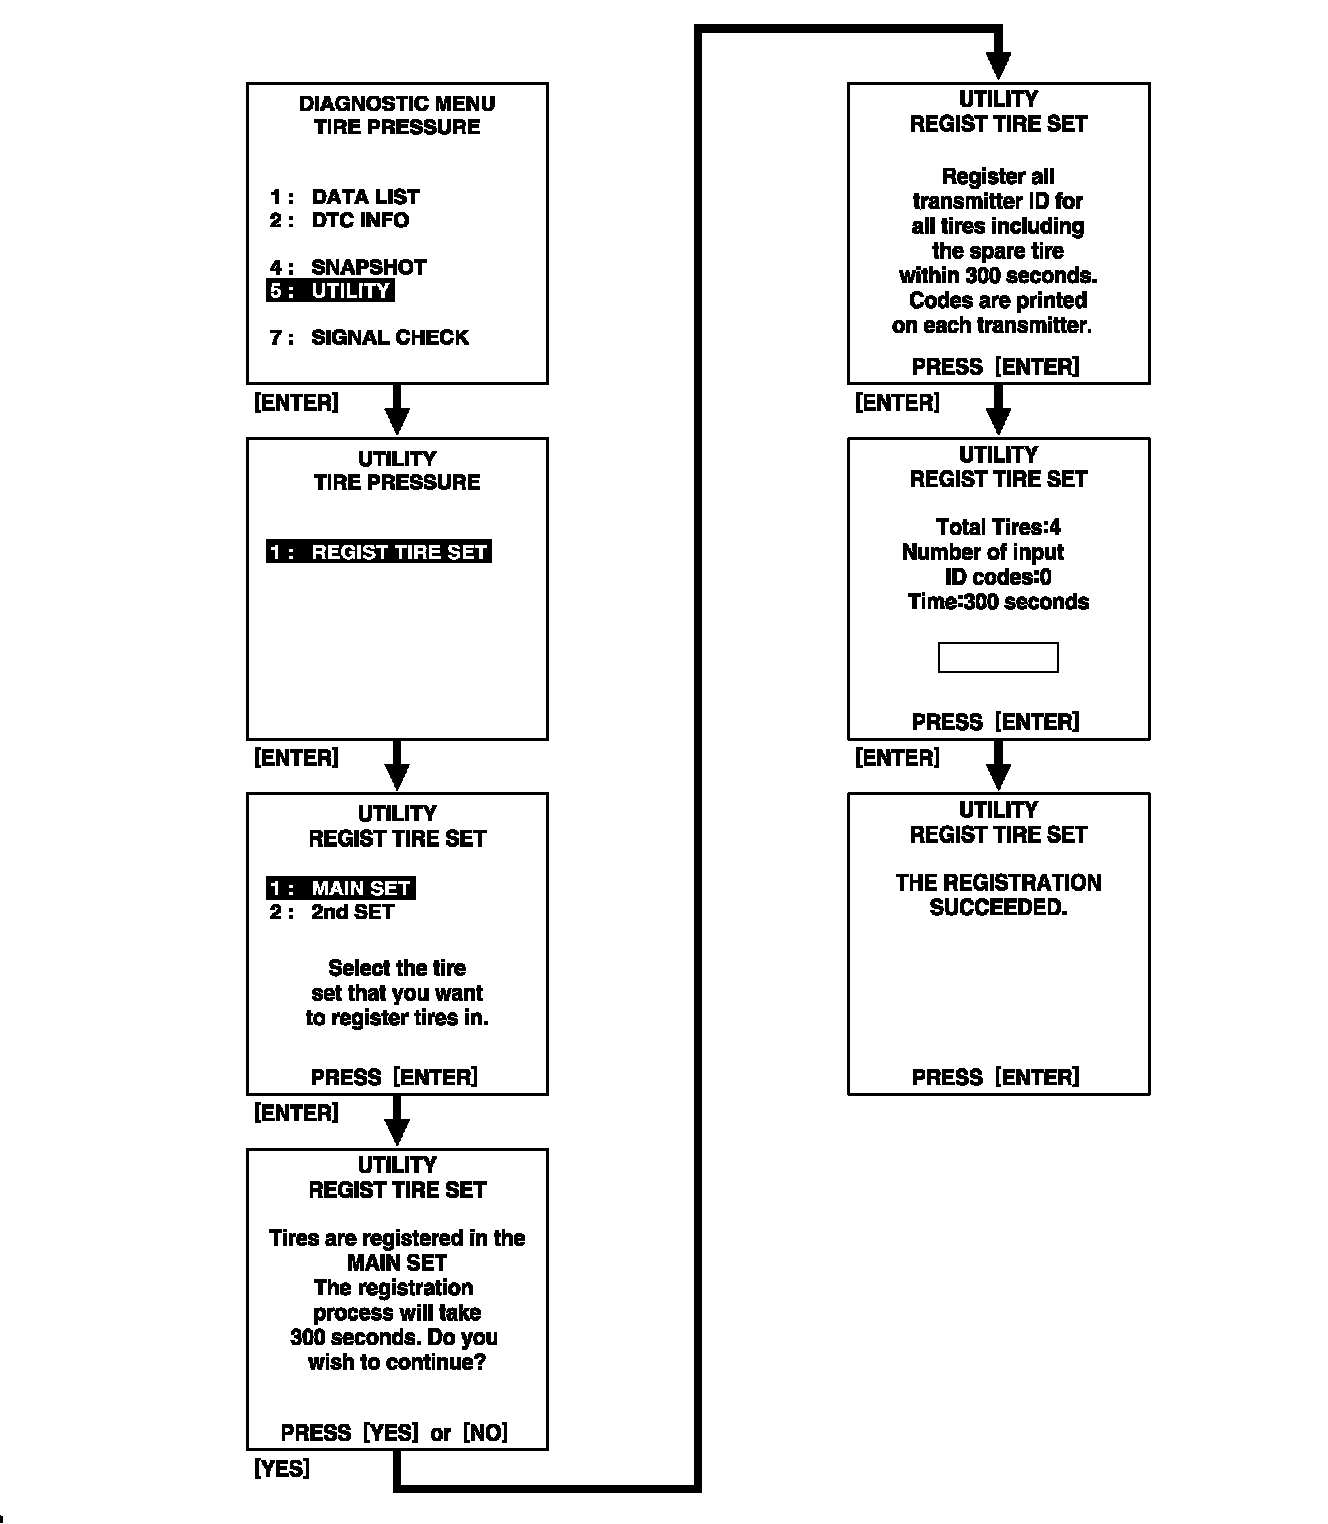 DIAGNOSTIC MENU
TIRE PRESSURE
1 : DATA LIST
2 : DTC INFO
4 : SNAPSHOT
5 : UTILITY
7 : SIGNAL CHECK
[ENTER]
UTILITY
TIRE PRESSURE
1 : REGIST TIRE SET
[ENTER]
UTILITY
REGIST TIRE SET
1 : MAIN SET
2 : 2nd SET
Select the tire
set that you want
to register tires in.
PRESS [ENTER]
[ENTER]
UTILITY
REGIST TIRE SET
Tires are registered in the
MAIN SET
The registration
process will take
300 seconds. Do you
wish to continue?
PRESS [YES] or [NO]
[YES]
UTILITY
REGIST TIRE SET
Register all
transmitter ID for
all tires including
the spare tire
within 300 seconds.
Codes are printed
on each transmitter.
PRESS [ENTER]
[ENTER]
UTILITY
REGIST TIRE SET
Total Tires:4
Number of input
ID codes:0
Time:300 seconds
PRESS [ENTER]
[ENTER]
UTILITY
REGIST TIRE SET
THE REGISTRATION
SUCCEEDED.
PRESS [ENTER]